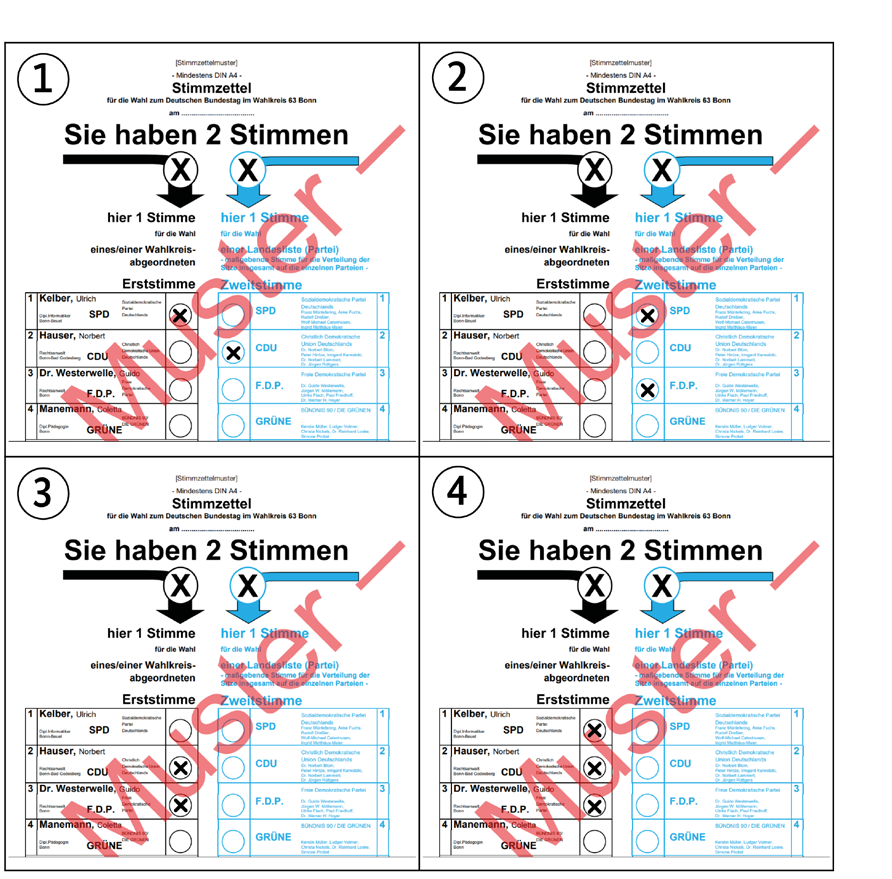 1
[Stimmzettelmuster]
- Mindestens DIN A4 -
Stimmzettel
für die Wahl zum Deutschen Bundestag im Wahlkreis 63 Bonn
am ....................................
Sie haben 2 Stimmen
X X
hier 1 Stimme
für die Wahl
eines/einer Wahlkreis-
abgeordneten
Erststimme
hier 1 Stimme
für die Wahl
einer Landesliste (Partei)
- maßgebende Stimme für die Verteilung der
Sitze insgesamt auf die einzelnen Parteien -
Zweitstimme
1 Kelber, Ulrich
Dipl.Informatiker
Bonn-Beuel
SPD
Sozialdemokratische
Partei
Deutschlands
2 Hauser, Norbert
Rechtsanwalt
Bonn-Bad Godesberg
CDU
Christlich
Demokratische Union
Deutschlands
3 Dr. Westerwelle, Guido
Rechtsanwalt
Bonn
F.D.P.
Freie
Demokratische
Partei
4 Manemann, Coletta
Dipl.Pädagogin
Bonn
GRÜNE
BÜNDNIS 90/
DIE GRÜNEN
SPD
Sozialdemokratische Partei 1
Deutschlands
Franz Müntefering, Anke Fuchs,
Rudolf Dreßler,
Wolf-Michael Catenhusen,
Ingrid Matthäus-Maier
CDU
Christlich Demokratische 2
Union Deutschlands
Dr. Norbert Blüm,
Peter Hintze, Irmgard Karwatzki,
Dr. Norbert Lammert,
Dr. Jürgen Rüttgers
F.D.P.
Freie Demokratische Partei 3
Dr. Guido Westerwelle,
Jürgen W. Möllemann,
Ulrike Flach, Paul Friedhoff,
Dr. Werner H. Hoyer
GRÜNE
BÜNDNIS 90 / DIE GRÜNEN 4
Kerstin Müller, Ludger Volmer,
Christa Nickels, Dr. Reinhard Loske,
Simone Probst
Muster
2
[Stimmzettelmuster]
- Mindestens DIN A4 -
Stimmzettel
für die Wahl zum Deutschen Bundestag im Wahlkreis 63 Bonn
am ....................................
Sie haben 2 Stimmen
X X
hier 1 Stimme
für die Wahl
eines/einer Wahlkreis-
abgeordneten
Erststimme
hier 1 Stimme
für die Wahl
einer Landesliste (Partei)
- maßgebende Stimme für die Verteilung der
Sitze insgesamt auf die einzelnen Parteien -
Zweitstimme
1 Kelber, Ulrich
Dipl.Informatiker
Bonn-Beuel
SPD
Sozialdemokratische
Partei
Deutschlands
2 Hauser, Norbert
Rechtsanwalt
Bonn-Bad Godesberg
CDU
Christlich
Demokratische Union
Deutschlands
3 Dr. Westerwelle, Guido
Rechtsanwalt
Bonn
F.D.P.
Freie
Demokratische
Partei
4 Manemann, Coletta
Dipl.Pädagogin
Bonn
GRÜNE
BÜNDNIS 90/
DIE GRÜNEN
SPD
Sozialdemokratische Partei 1
Deutschlands
Franz Müntefering, Anke Fuchs,
Rudolf Dreßler,
Wolf-Michael Catenhusen,
Ingrid Matthäus-Maier
CDU
Christlich Demokratische 2
Union Deutschlands
Dr. Norbert Blüm,
Peter Hintze, Irmgard Karwatzki,
Dr. Norbert Lammert,
Dr. Jürgen Rüttgers
F.D.P.
Freie Demokratische Partei 3
Dr. Guido Westerwelle,
Jürgen W. Möllemann,
Ulrike Flach, Paul Friedhoff,
Dr. Werner H. Hoyer
GRÜNE
BÜNDNIS 90 / DIE GRÜNEN 4
Kerstin Müller, Ludger Volmer,
Christa Nickels, Dr. Reinhard Loske,
Simone Probst
Muster
3
[Stimmzettelmuster]
- Mindestens DIN A4 -
Stimmzettel
für die Wahl zum Deutschen Bundestag im Wahlkreis 63 Bonn
am ....................................
Sie haben 2 Stimmen
X X
hier 1 Stimme
für die Wahl
eines/einer Wahlkreis-
abgeordneten
Erststimme
hier 1 Stimme
für die Wahl
einer Landesliste (Partei)
- maßgebende Stimme für die Verteilung der
Sitze insgesamt auf die einzelnen Parteien -
Zweitstimme
1 Kelber, Ulrich
Dipl.Informatiker
Bonn-Beuel
SPD
Sozialdemokratische
Partei
Deutschlands
2 Hauser, Norbert
Rechtsanwalt
Bonn-Bad Godesberg
CDU
Christlich
Demokratische Union
Deutschlands
3 Dr. Westerwelle, Guido
Rechtsanwalt
Bonn
F.D.P.
Freie
Demokratische
Partei
4 Manemann, Coletta
Dipl.Pädagogin
Bonn
GRÜNE
BÜNDNIS 90/
DIE GRÜNEN
SPD
Sozialdemokratische Partei 1
Deutschlands
Franz Müntefering, Anke Fuchs,
Rudolf Dreßler,
Wolf-Michael Catenhusen,
Ingrid Matthäus-Maier
CDU
Christlich Demokratische 2
Union Deutschlands
Dr. Norbert Blüm,
Peter Hintze, Irmgard Karwatzki,
Dr. Norbert Lammert,
Dr. Jürgen Rüttgers
F.D.P.
Freie Demokratische Partei 3
Dr. Guido Westerwelle,
Jürgen W. Möllemann,
Ulrike Flach, Paul Friedhoff,
Dr. Werner H. Hoyer
GRÜNE
BÜNDNIS 90 / DIE GRÜNEN 4
Kerstin Müller, Ludger Volmer,
Christa Nickels, Dr. Reinhard Loske,
Simone Probst
Muster
4
[Stimmzettelmuster]
- Mindestens DIN A4 -
Stimmzettel
für die Wahl zum Deutschen Bundestag im Wahlkreis 63 Bonn
am ....................................
Sie haben 2 Stimmen
X X
hier 1 Stimme
für die Wahl
eines/einer Wahlkreis-
abgeordneten
Erststimme
hier 1 Stimme
für die Wahl
einer Landesliste (Partei)
- maßgebende Stimme für die Verteilung der
Sitze insgesamt auf die einzelnen Parteien -
Zweitstimme
1 Kelber, Ulrich
Dipl.Informatiker
Bonn-Beuel
SPD
Sozialdemokratische
Partei
Deutschlands
2 Hauser, Norbert
Rechtsanwalt
Bonn-Bad Godesberg
CDU
Christlich
Demokratische Union
Deutschlands
3 Dr. Westerwelle, Guido
Rechtsanwalt
Bonn
F.D.P.
Freie
Demokratische
Partei
4 Manemann, Coletta
Dipl.Pädagogin
Bonn
GRÜNE
BÜNDNIS 90/
DIE GRÜNEN
SPD
Sozialdemokratische Partei 1
Deutschlands
Franz Müntefering, Anke Fuchs,
Rudolf Dreßler,
Wolf-Michael Catenhusen,
Ingrid Matthäus-Maier
CDU
Christlich Demokratische 2
Union Deutschlands
Dr. Norbert Blüm,
Peter Hintze, Irmgard Karwatzki,
Dr. Norbert Lammert,
Dr. Jürgen Rüttgers
F.D.P.
Freie Demokratische Partei 3
Dr. Guido Westerwelle,
Jürgen W. Möllemann,
Ulrike Flach, Paul Friedhoff,
Dr. Werner H. Hoyer
GRÜNE
BÜNDNIS 90 / DIE GRÜNEN 4
Kerstin Müller, Ludger Volmer,
Christa Nickels, Dr. Reinhard Loske,
Simone Probst
Muster